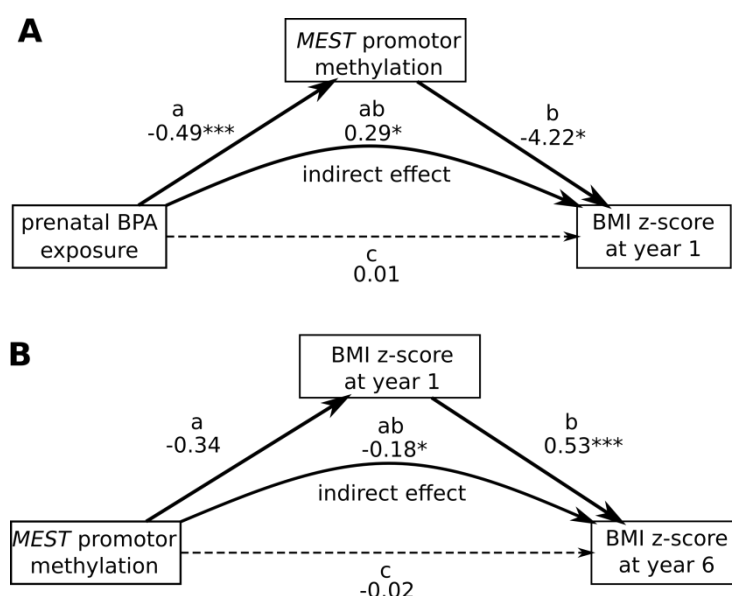 A
MEST promotor
methylation
a
-0.49***
ab
0.29*
b
-4.22*
indirect effect
prenatal BPA
exposure
BMI z-score
at year 1
c
0.01
B
BMI z-score
at year 1
a
-0.34
ab
-0.18*
b
0.53***
indirect effect
MEST promotor
methylation
BMI z-score
at year 6
c
-0.02